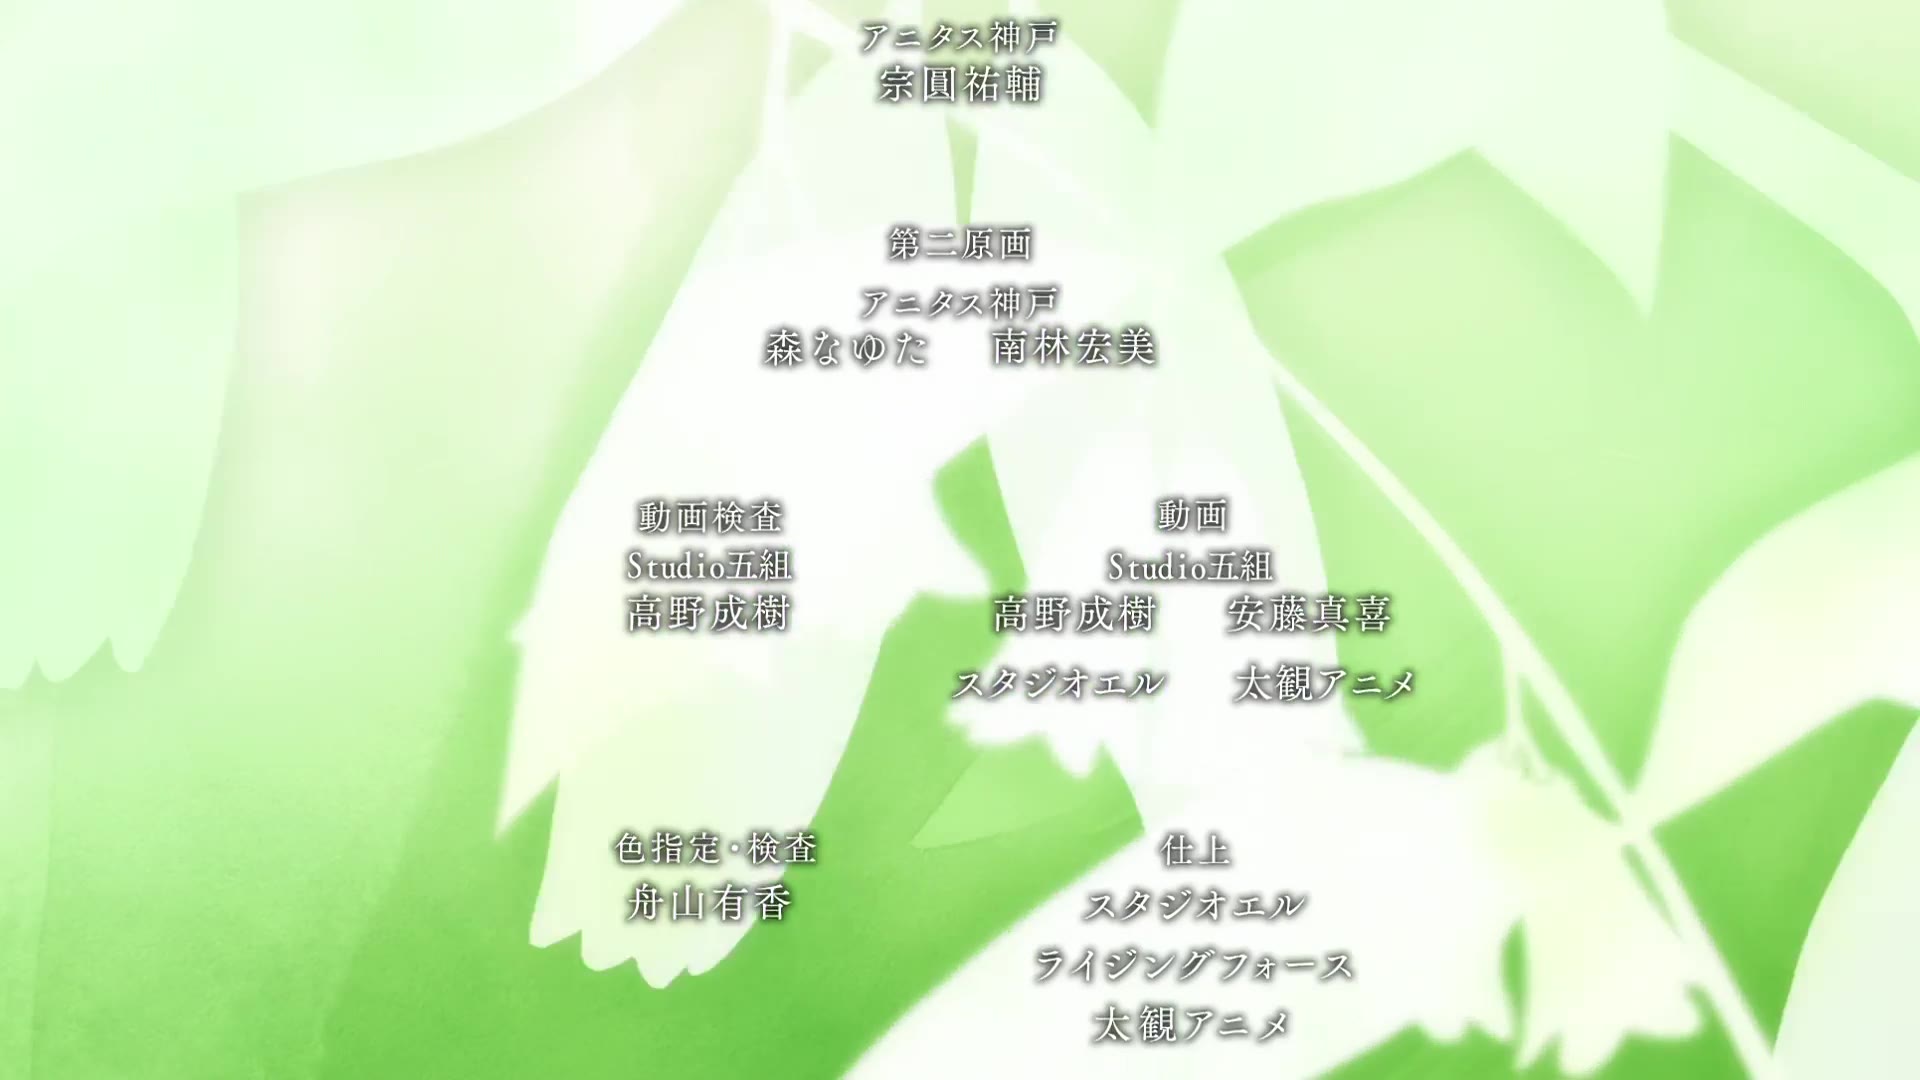 アニタス神戸
宗圓祐輔
第二原画
アニタス神戸
森なゆた 南林宏美
動画検査
Studio五組
高野成樹
動画
Studio五組
高野成樹 安藤真喜
スタジオエル 太観アニメ
色指定・検査
舟山有香
仕上
スタジオエル
ライジングフォース
太観アニメ